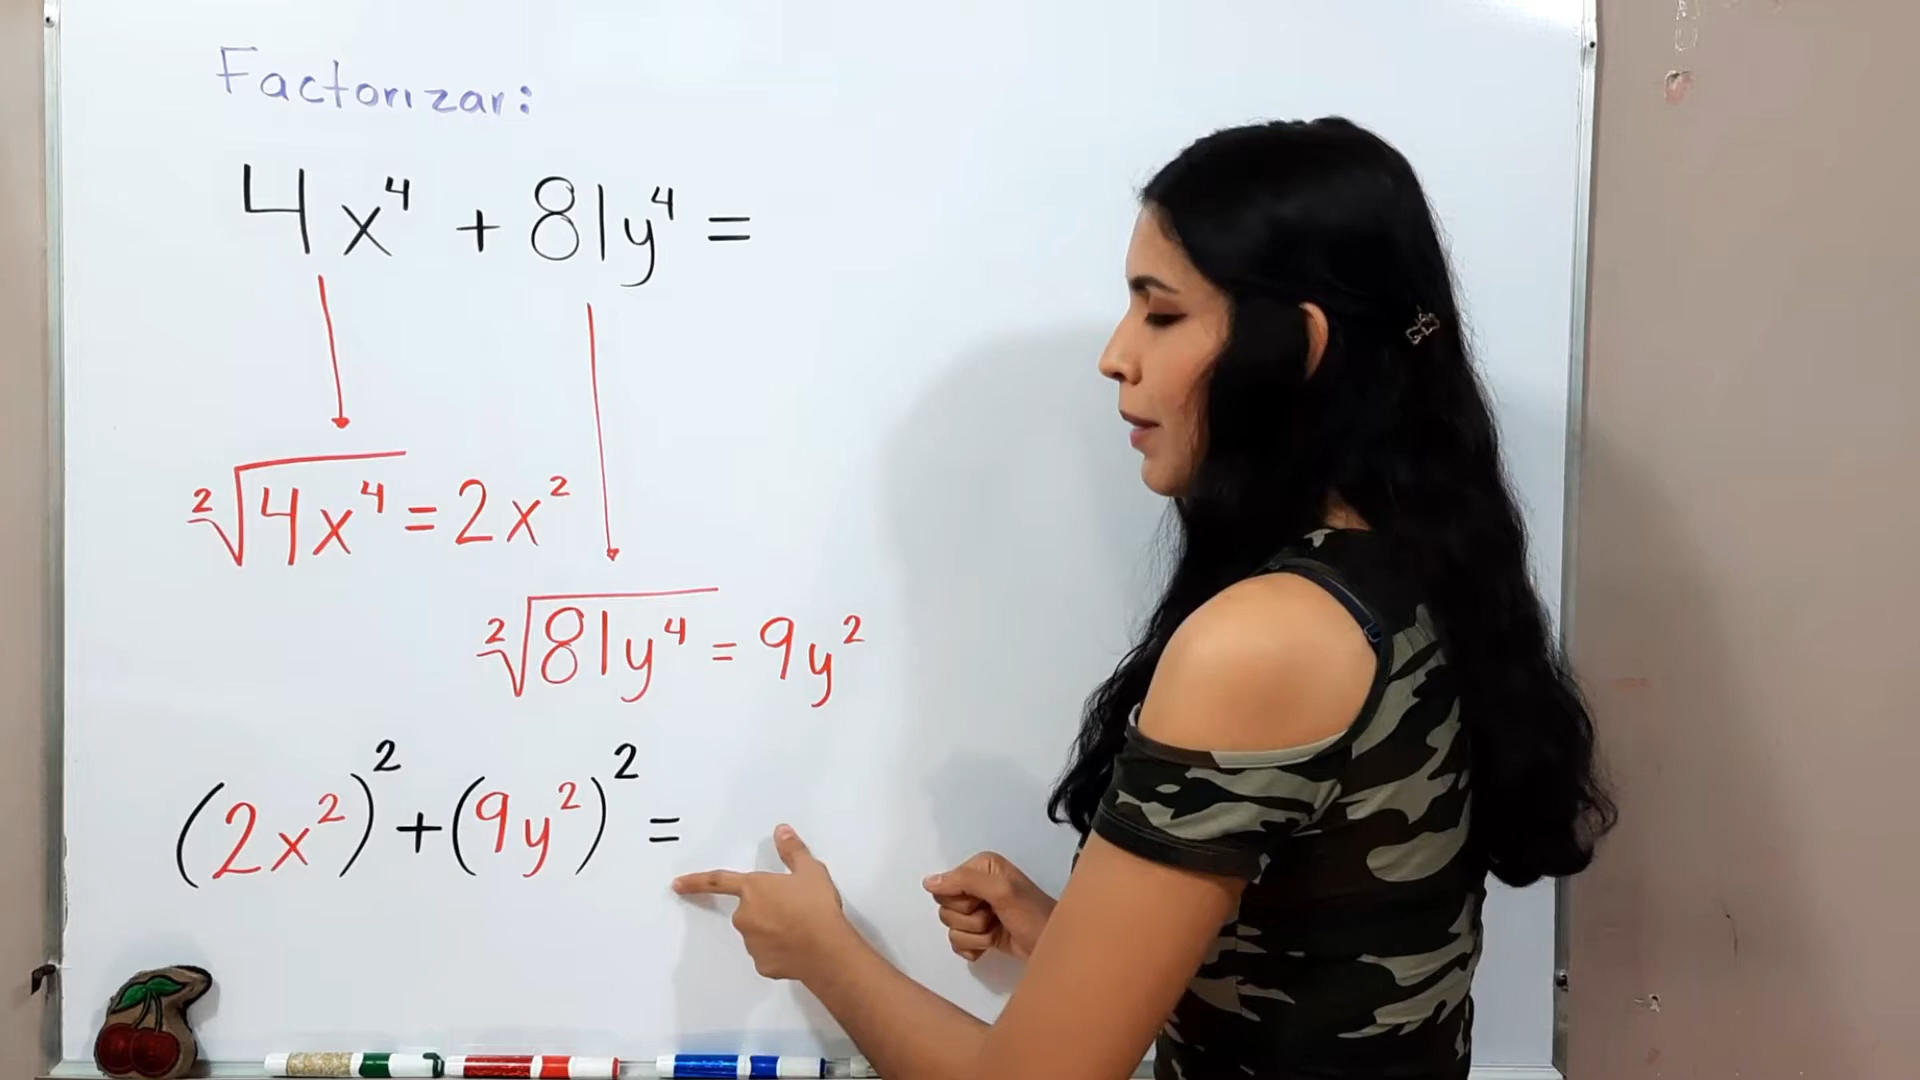 Factorizar:
4x⁴ + 81y⁴ =
²√4x⁴ = 2x²
²√81y⁴ = 9y²
(2x²)² + (9y²)² =